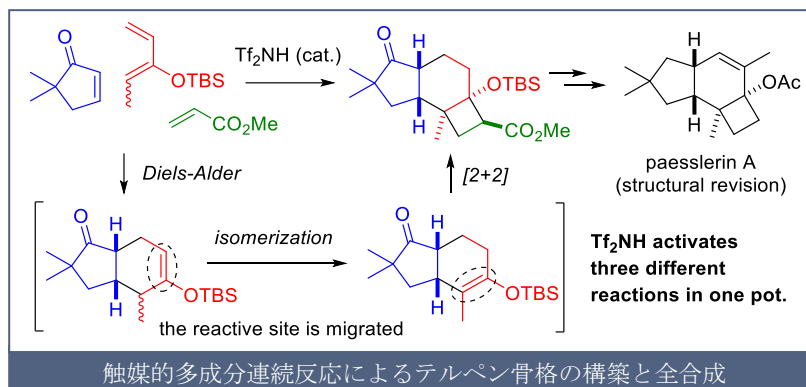 O
OTBS
CO₂Me
Tf₂NH (cat.)
O
H
H
OTBS
CO₂Me
H
H
OAc
paesslerin A
(structural revision)
Diels-Alder
[2+2]
O
H
H
OTBS
isomerization
O
H
H
OTBS
the reactive site is migrated
Tf₂NH activates
three different
reactions in one pot.
触媒的多成分連続反応によるテルペン骨格の構築と全合成